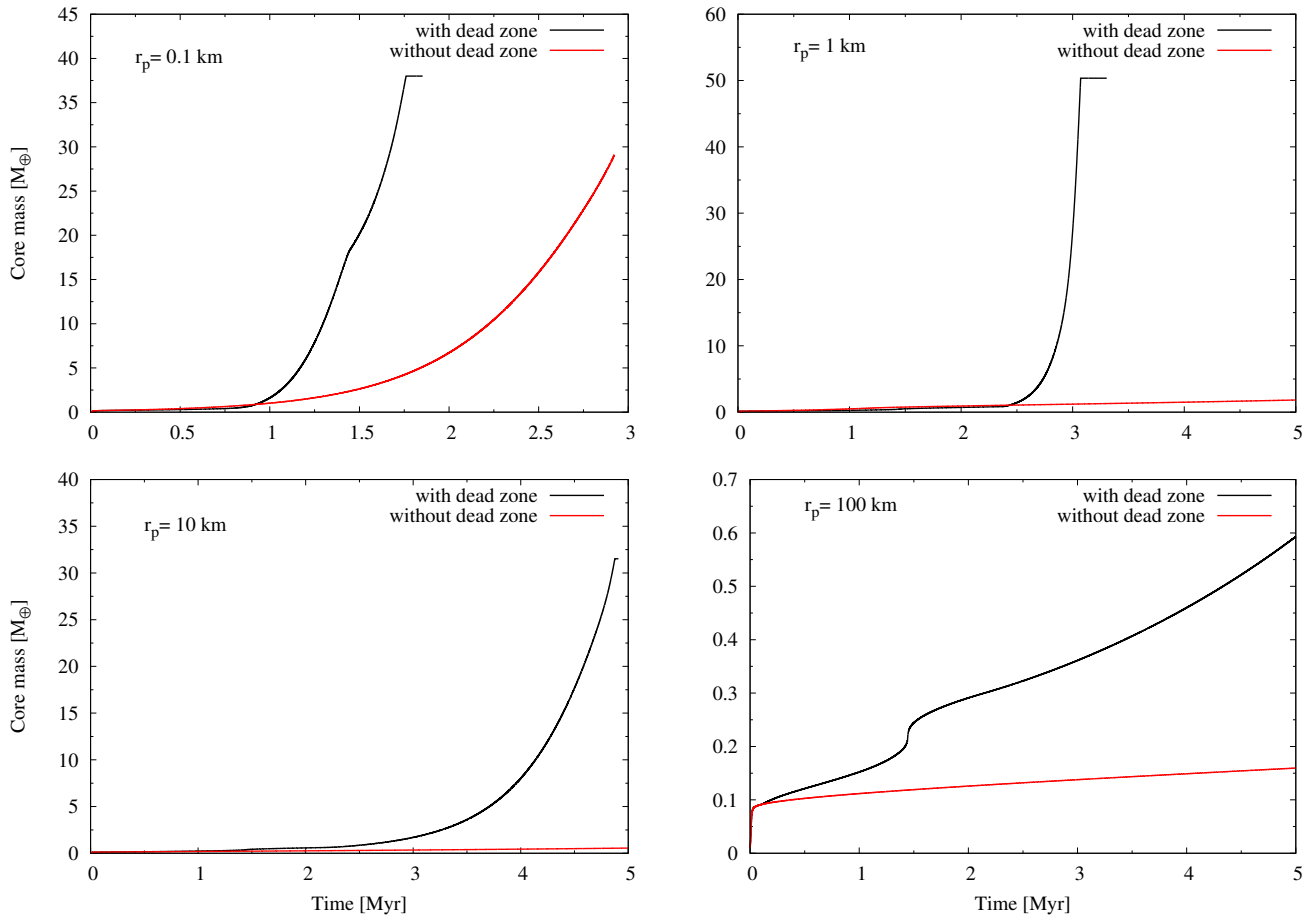 45
40
35
30
25
20
15
10
5
0
0 0.5 1 1.5 2 2.5 3
Core mass [M⊕]
r_p= 0.1 km
with dead zone
without dead zone
60
50
40
30
20
10
0
0 1 2 3 4 5
r_p= 1 km
with dead zone
without dead zone
40
35
30
25
20
15
10
5
0
0 1 2 3 4 5
Core mass [M⊕]
Time [Myr]
r_p= 10 km
with dead zone
without dead zone
0.7
0.6
0.5
0.4
0.3
0.2
0.1
0
0 1 2 3 4 5
Time [Myr]
r_p= 100 km
with dead zone
without dead zone